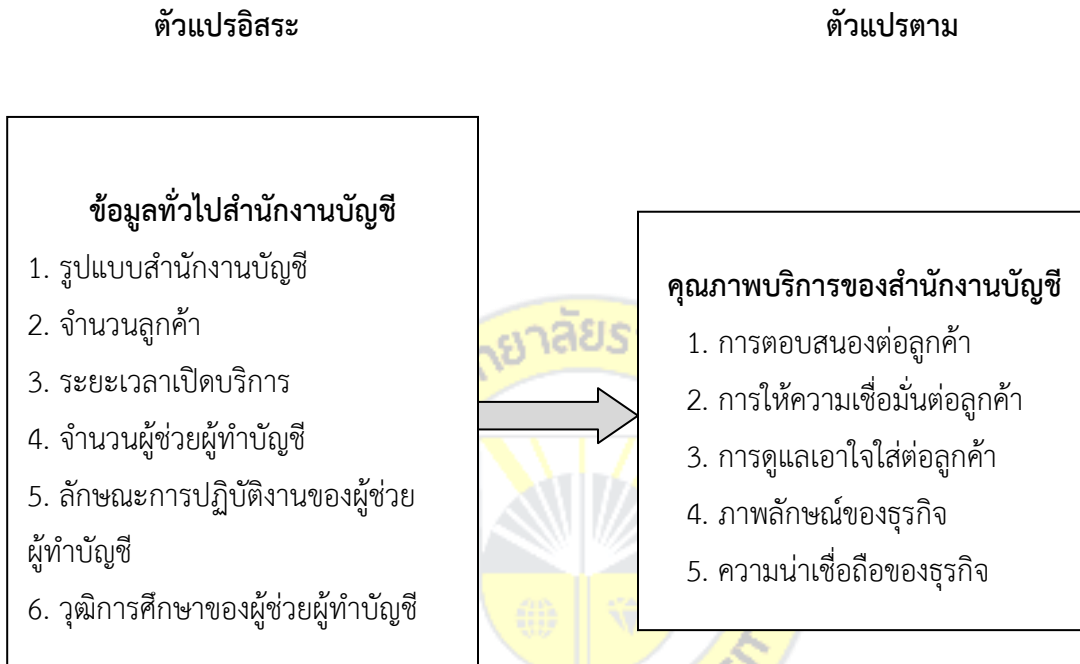 ตัวแปรอิสระ
ตัวแปรตาม
ข้อมูลทั่วไปสำนักงานบัญชี
1. รูปแบบสำนักงานบัญชี
2. จำนวนลูกค้า
3. ระยะเวลาเปิดบริการ
4. จำนวนผู้ช่วยผู้ทำบัญชี
5. ลักษณะการปฏิบัติงานของผู้ช่วย
ผู้ทำบัญชี
6. วุฒิการศึกษาของผู้ช่วยผู้ทำบัญชี
คุณภาพบริการของสำนักงานบัญชี
1. การตอบสนองต่อลูกค้า
2. การให้ความเชื่อมั่นต่อลูกค้า
3. การดูแลเอาใจใส่ต่อลูกค้า
4. ภาพลักษณ์ของธุรกิจ
5. ความน่าเชื่อถือของธุรกิจ